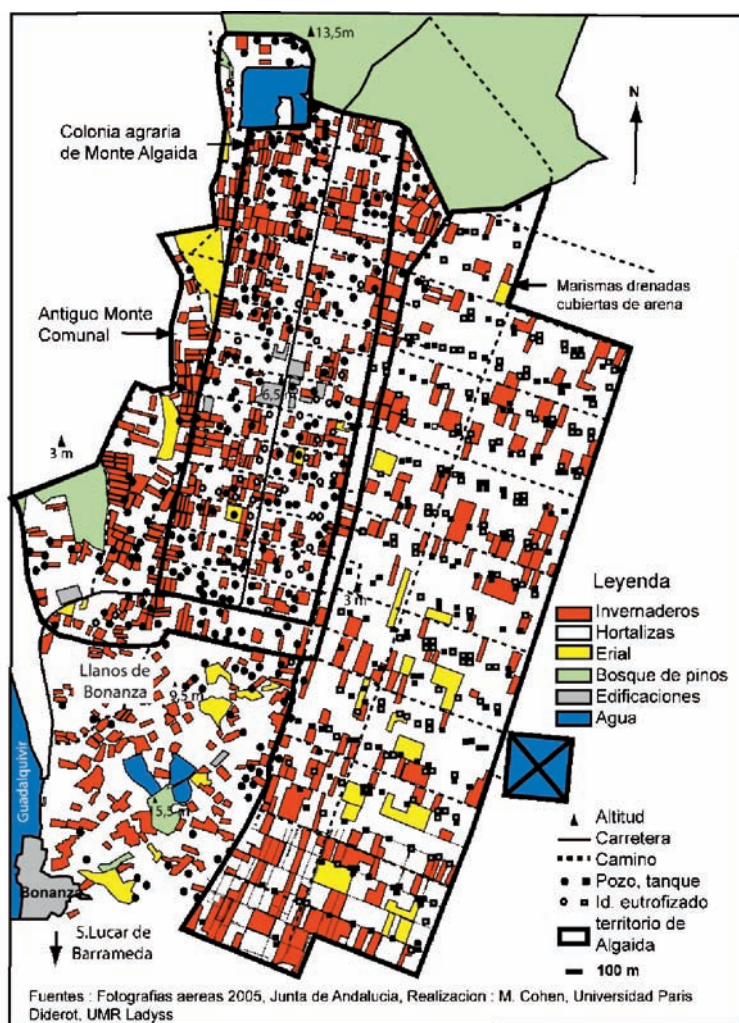 13,5m
N
Colonia agraria
de Monte Algaida
Marismas drenadas
cubiertas de arena
Antiguo Monte
Comunal
6,5 m
3 m
3 m
Llanos de
Bonanza
9,5 m
5,5 m
Guadalquivir
Bonanza
S.Lucar de
Barrameda
Leyenda
Invernaderos
Hortalizas
Erial
Bosque de pinos
Edificaciones
Agua
Altitud
Carretera
Camino
Pozo, tanque
Id. eutrofizado
territorio de
Algaida
100 m
Fuentes : Fotografias aereas 2005, Junta de Andalucia, Realizacion : M. Cohen, Universidad Paris
Diderot, UMR Ladyss